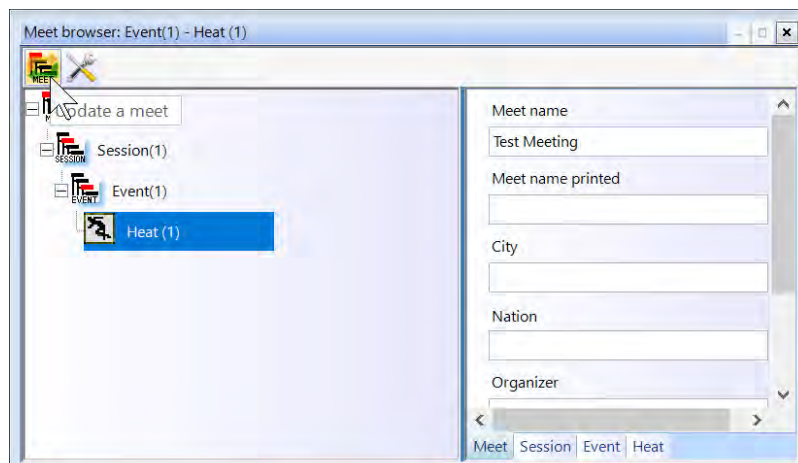 Meet browser: Event(1) - Heat (1)
MEET
Update a meet
Session(1)
SESSION
Event(1)
EVENT
Heat (1)
Meet name
Test Meeting
Meet name printed
City
Nation
Organizer
Meet Session Event Heat